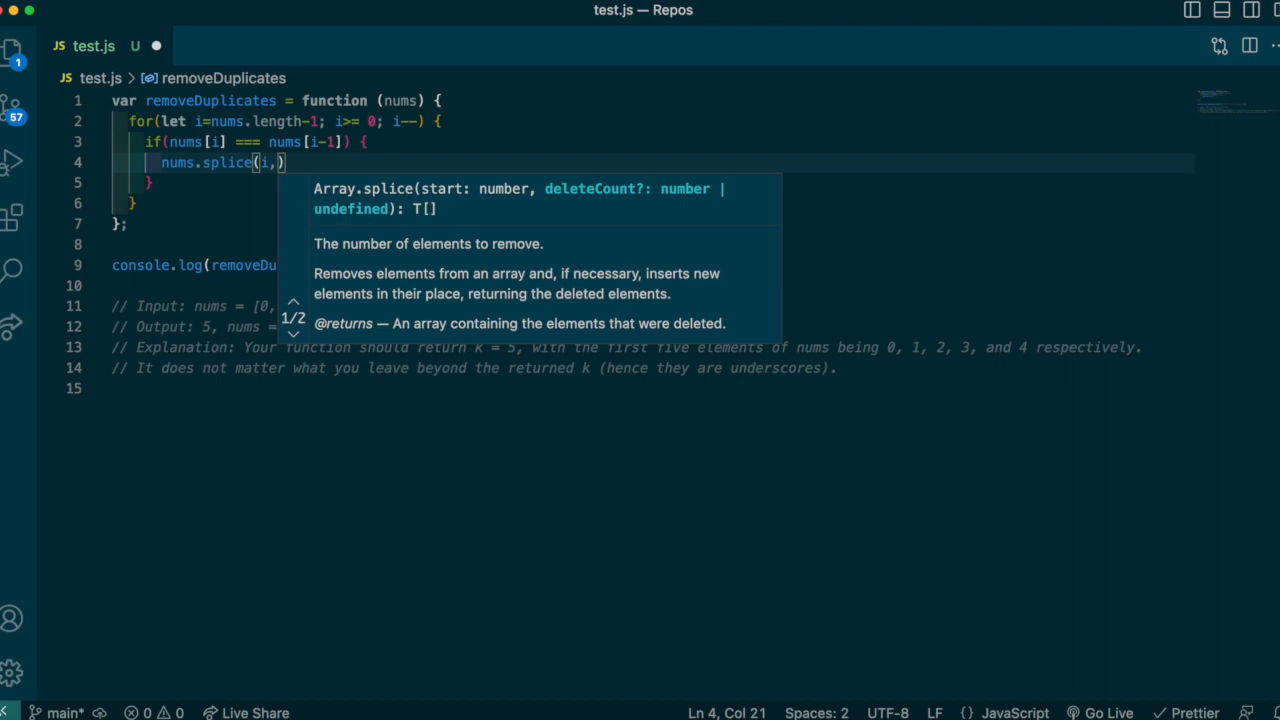 test.js — Repos
JS test.js U
JS test.js > removeDuplicates
1
57
1 var removeDuplicates = function (nums) {
2 for(let i=nums.length-1; i>= 0; i--) {
3 if(nums[i] === nums[i-1]) {
4 nums.splice(i,)
5 }
6 }
7 };
8
9 console.log(removeDu
10
11 // Input: nums = [0,
12 // Output: 5, nums =
13 // Explanation: Your function should return k = 5, with the first five elements of nums being 0, 1, 2, 3, and 4 respectively.
14 // It does not matter what you leave beyond the returned k (hence they are underscores).
15
Array.splice(start: number, deleteCount?: number |
undefined): T[]
The number of elements to remove.
Removes elements from an array and, if necessary, inserts new
elements in their place, returning the deleted elements.
1/2
@returns — An array containing the elements that were deleted.
main* 0 0 Live Share Ln 4, Col 21 Spaces: 2 UTF-8 LF {} JavaScript Go Live Prettier